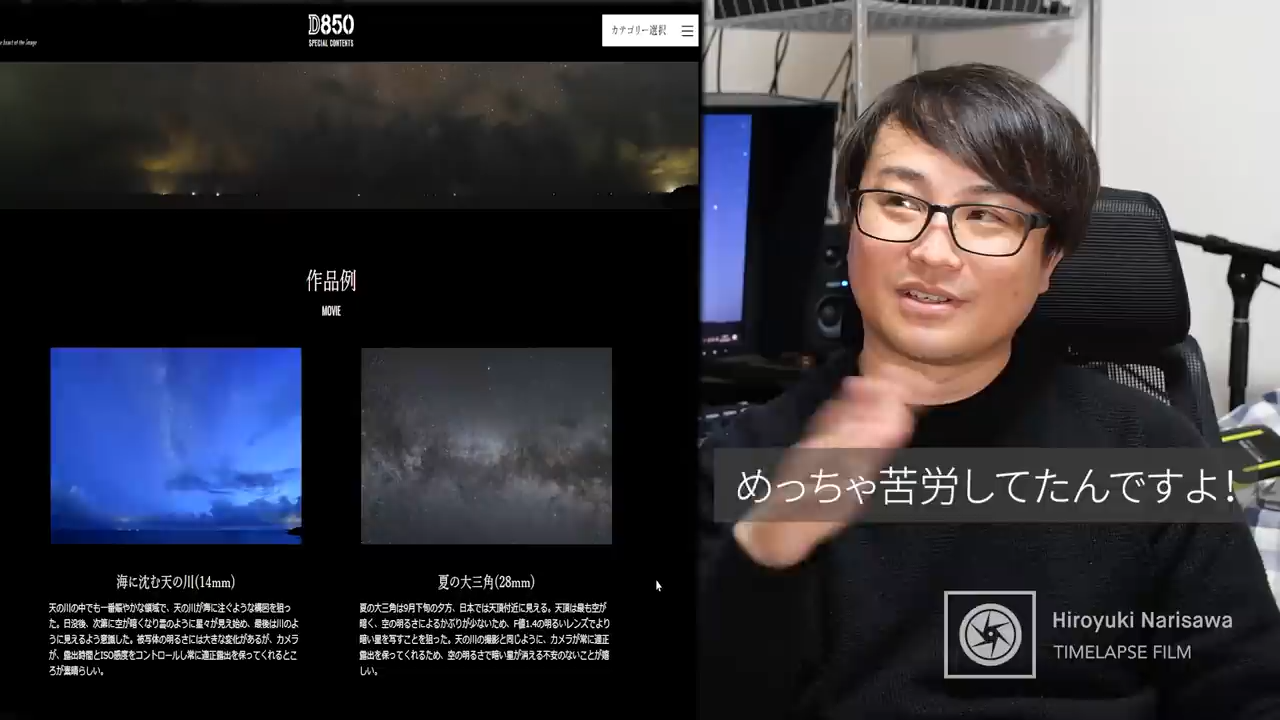 D850
SPECIAL CONTENTS
カテゴリー選択
作品例
MOVIE
海に沈む天の川(14mm)
天の川の中でも一番賑やかな領域で、天の川が海に注ぐような構図を狙っ
た。日没後、次第に空が暗くなり雲のように星々が見え始め、最後は川のよ
うに見えるよう意識した。被写体の明るさには大きな変化があるが、カメラ
が、露出時間とISO感度をコントロールし常に適正露出を保ってくれるとこ
ろが素晴らしい。
夏の大三角(28mm)
夏の大三角は9月下旬の夕方、日本では天頂付近に見える。天頂は最も空が
暗く、空の明るさによるかぶりが少ないため、F値1.4の明るいレンズでより
暗い星を写すことを狙った。天の川の撮影と同じように、カメラが常に適正
露出を保ってくれるため、空の明るさで暗い星が消える不安のないことが嬉
しい。
めっちゃ苦労してたんですよ!
Hiroyuki Narisawa
TIMELAPSE FILM